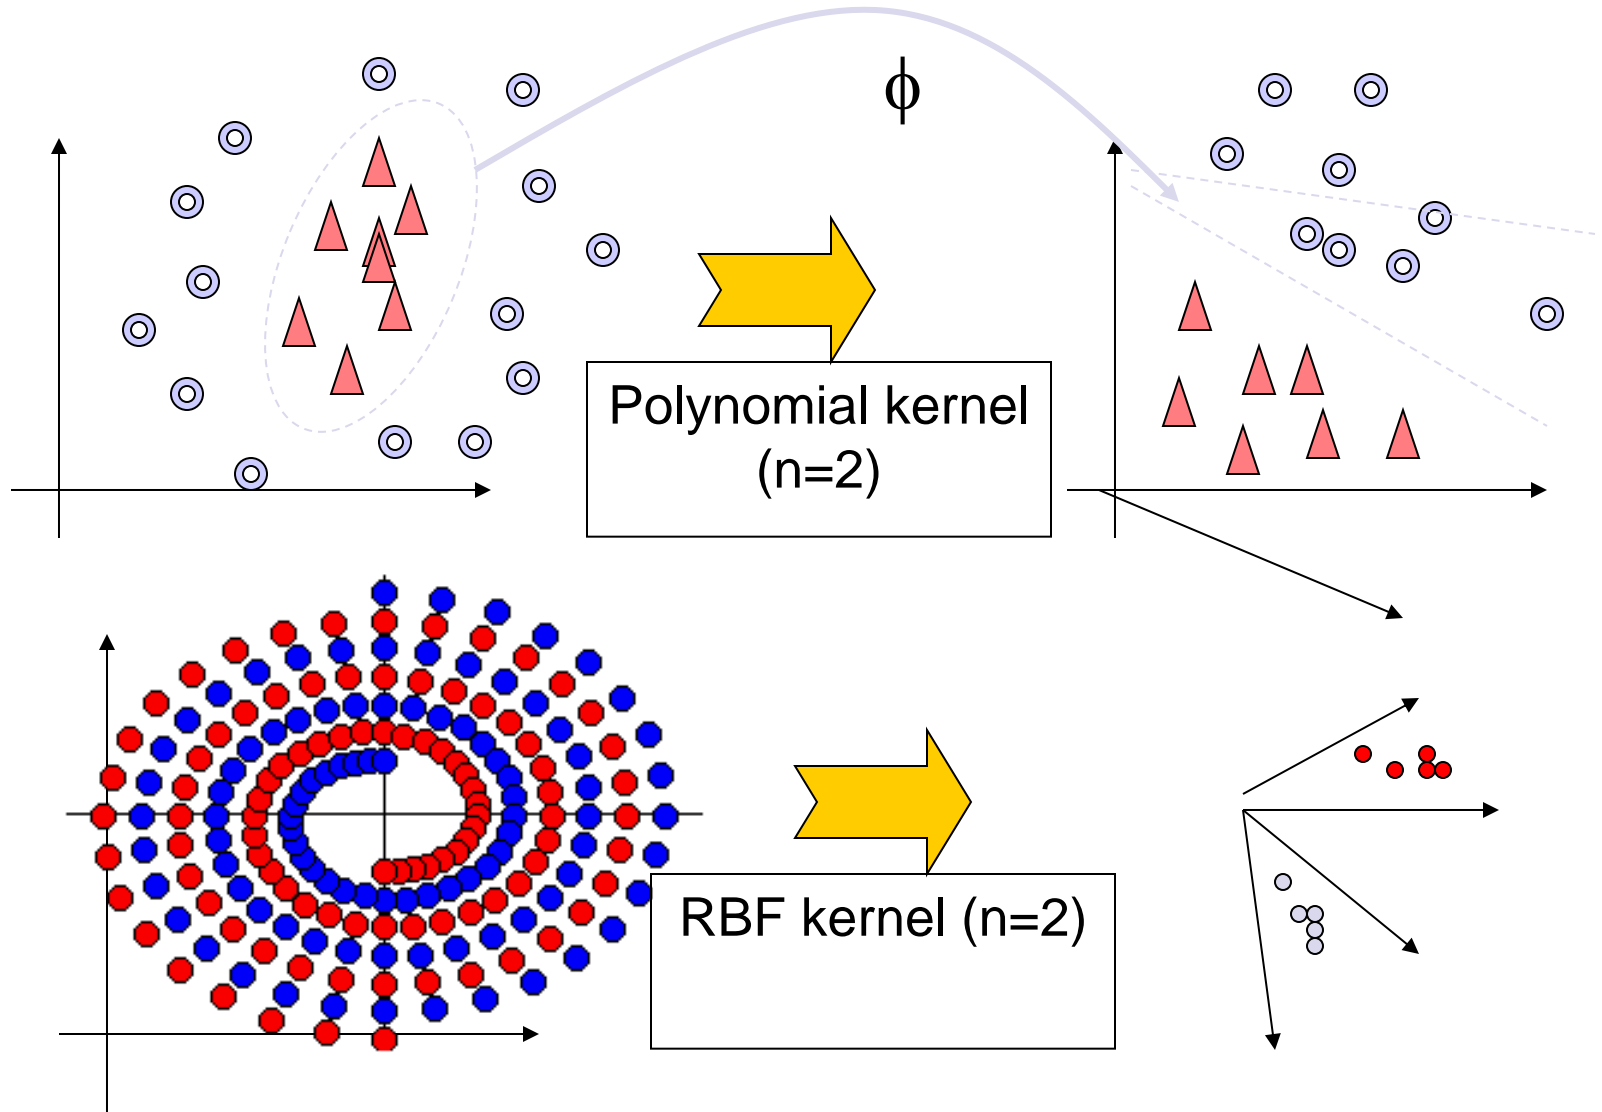 ϕ
Polynomial kernel
(n=2)
RBF kernel (n=2)